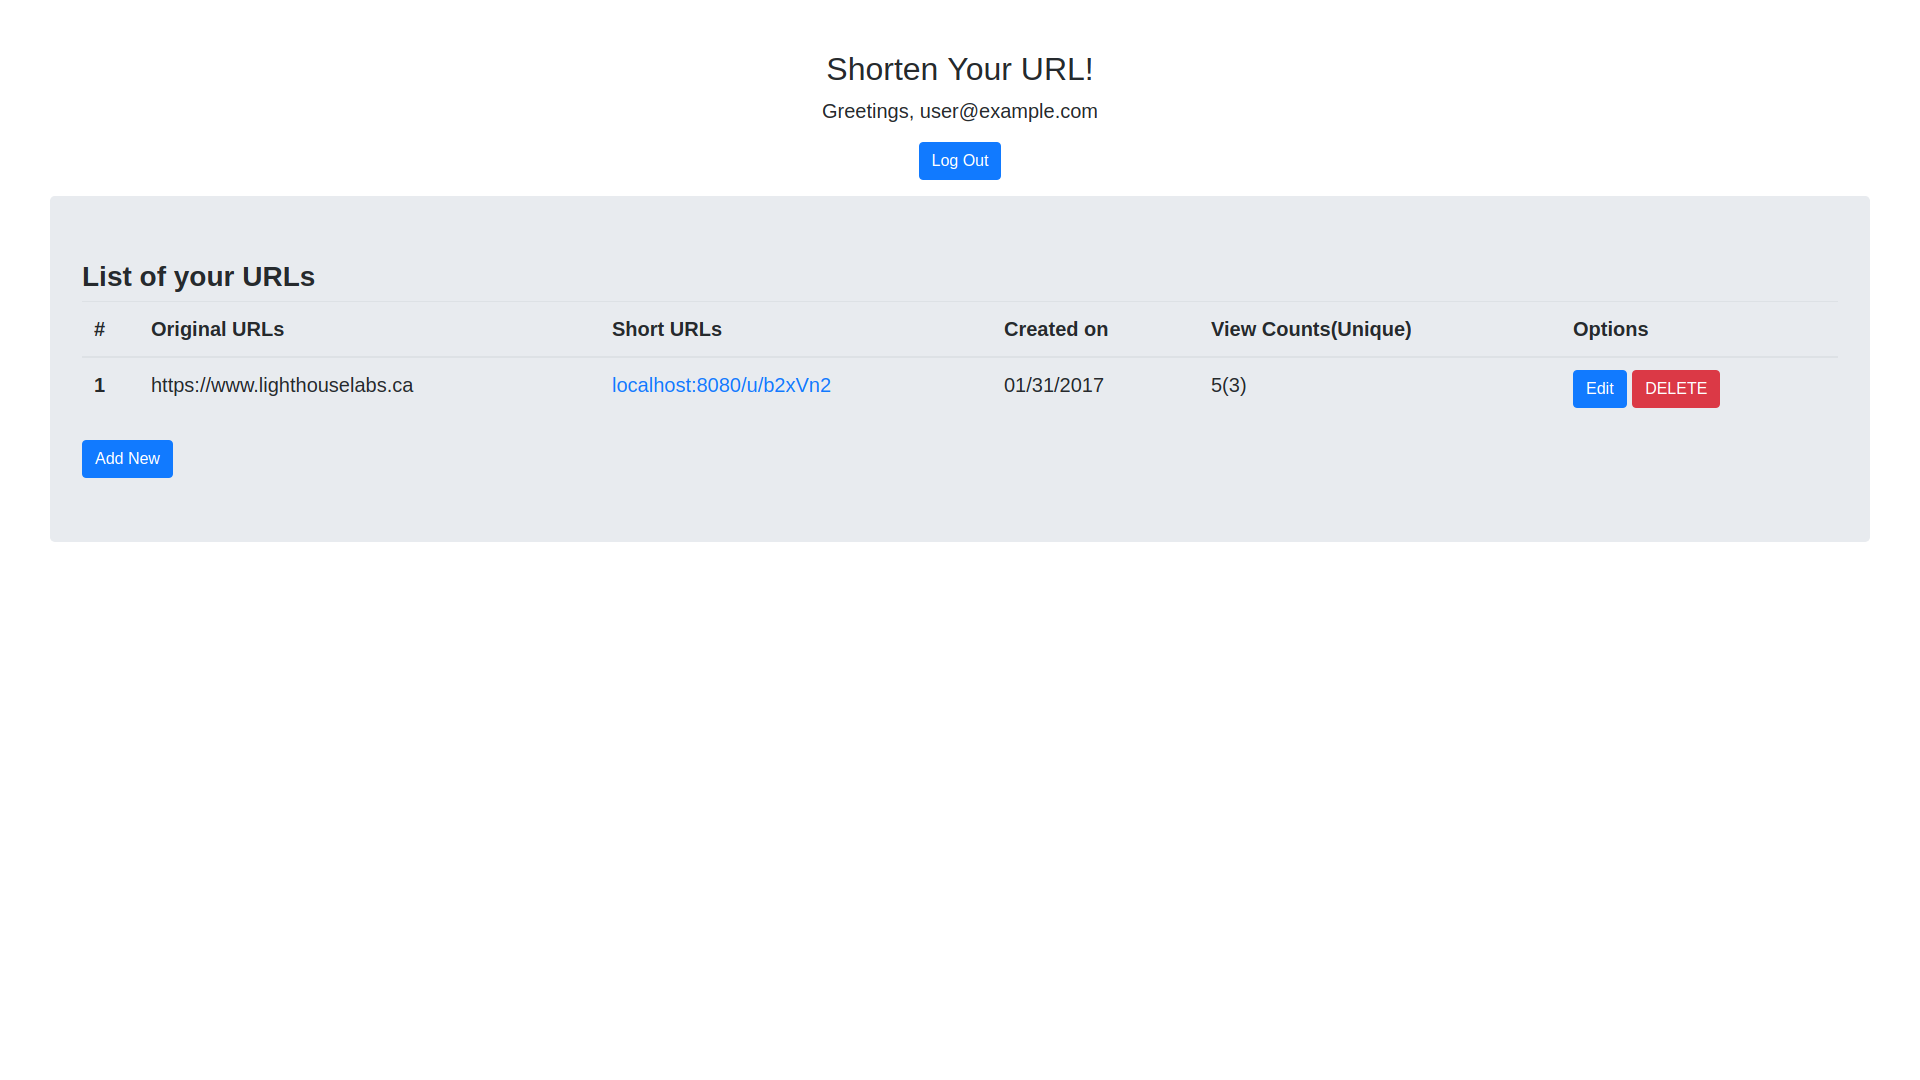 Shorten Your URL!
Greetings, user@example.com
Log Out
List of your URLs
# Original URLs Short URLs Created on View Counts(Unique) Options
1 https://www.lighthouselabs.ca localhost:8080/u/b2xVn2 01/31/2017 5(3) Edit DELETE
Add New